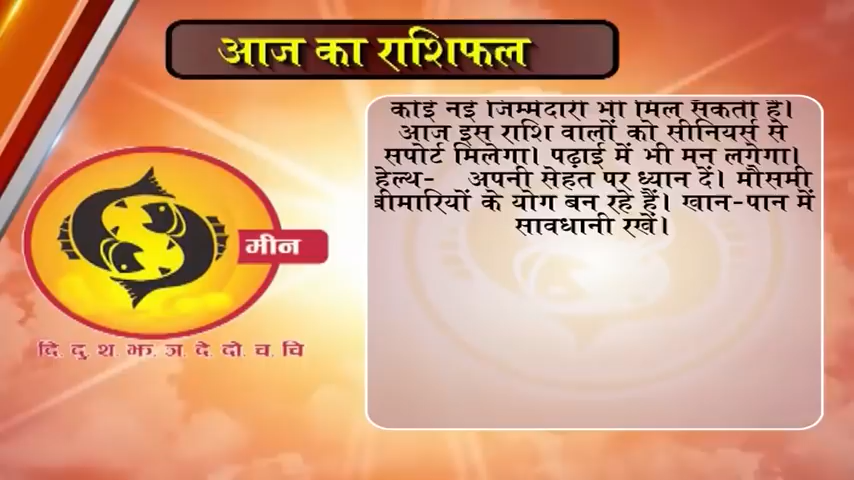 आज का राशिफल
कोई नई जिम्मेदारी भी मिल सकती है।
आज इस राशि वालों को सीनियर्स से
सपोर्ट मिलेगा। पढ़ाई में भी मन लगेगा।
हेल्थ- अपनी सेहत पर ध्यान दें। मौसमी
बीमारियों के योग बन रहे हैं। खान-पान में
सावधानी रखें।
मीन
दि. दु. श. झ. ञ. दे. दो. च. चि